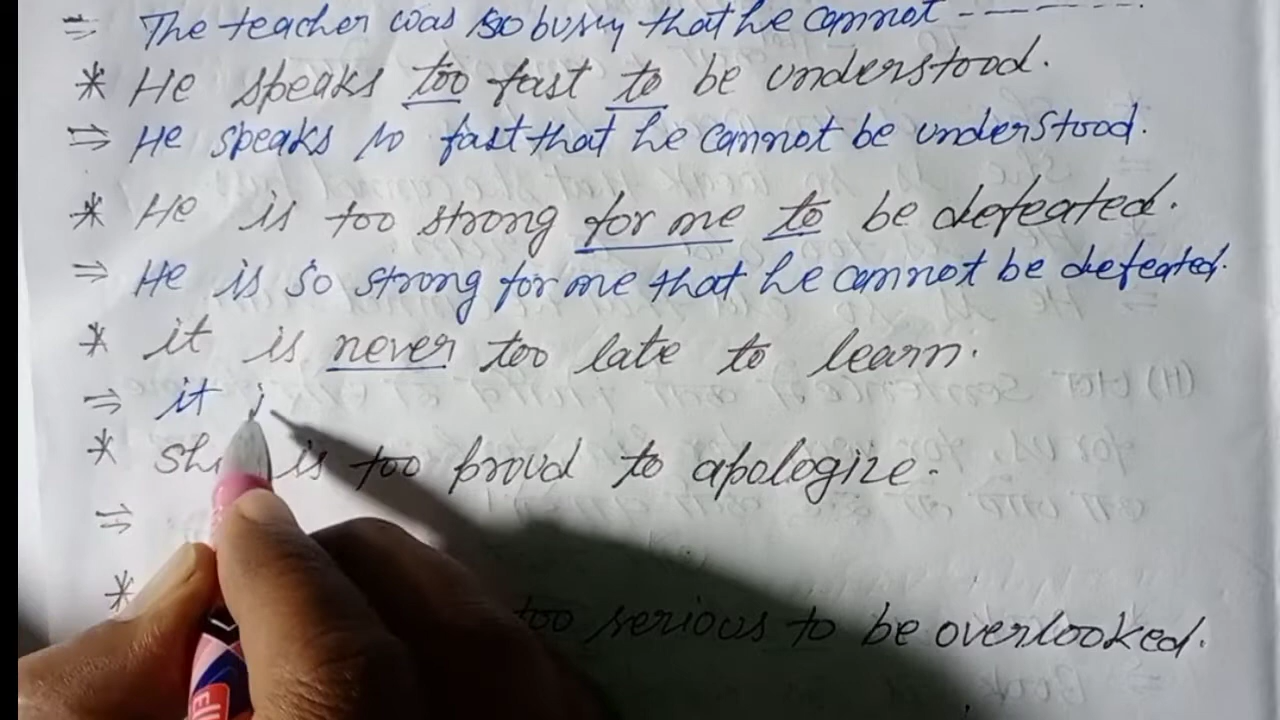 ⇒ The teacher was so busy that he cannot -------.
* He speaks too fast to be understood.
⇒ He speaks so fast that he cannot be understood.
* He is too strong for me to be defeated.
⇒ He is so strong for me that he cannot be defeated.
* it is never too late to learn.
⇒ it i
* She is too proud to apologize.
⇒
* too serious to be overlooked.